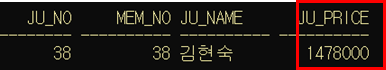 JU_NO MEM_NO JU_NAME JU_PRICE
38 38 김현숙 1478000